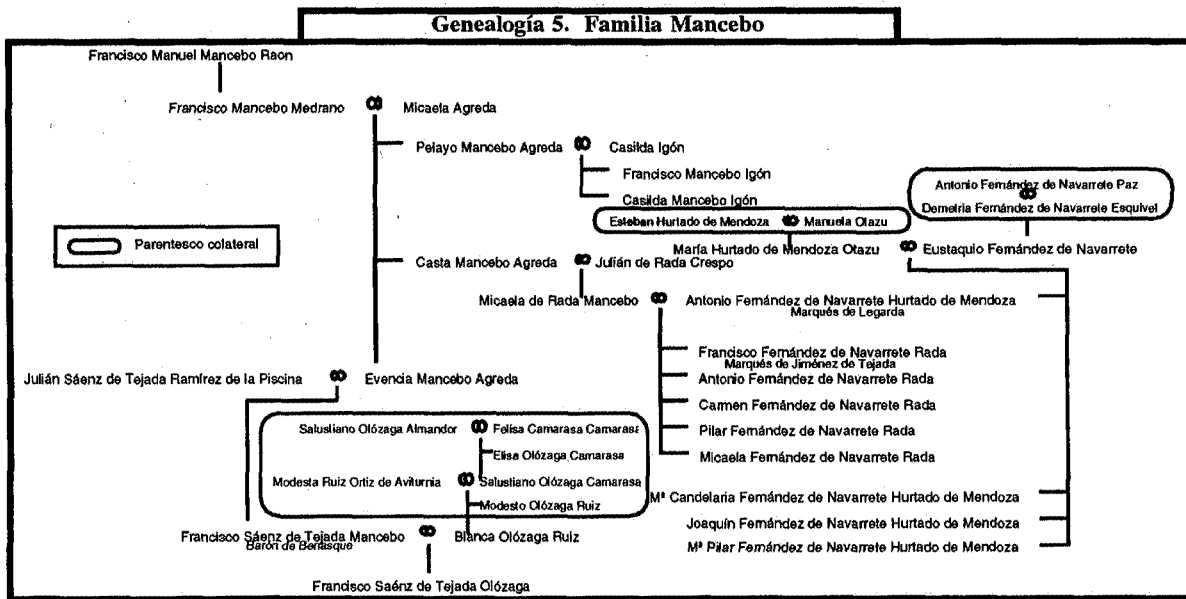 Genealogía 5. Familia Mancebo
Francisco Manuel Mancebo Raon
Francisco Mancebo Medrano
Micaela Agreda
Pelayo Mancebo Agreda
Casilda Igón
Francisco Mancebo Igón
Casilda Mancebo Igón
Antonio Fernández de Navarrete Paz
Demetria Fernández de Navarrete Esquivel
Esteban Hurtado de Mendoza
Manuela Otazu
Parentesco colateral
María Hurtado de Mendoza Otazu
Eustaquio Fernández de Navarrete
Casta Mancebo Agreda
Julián de Rada Crespo
Micaela de Rada Mancebo
Antonio Fernández de Navarrete Hurtado de Mendoza
Marqués de Legarda
Francisco Fernández de Navarrete Rada
Marqués de Jiménez de Tejada
Julián Sáenz de Tejada Ramírez de la Piscina
Evencia Mancebo Agreda
Antonio Fernández de Navarrete Rada
Carmen Fernández de Navarrete Rada
Pilar Fernández de Navarrete Rada
Micaela Fernández de Navarrete Rada
Salustiano Olózaga Almandor
Felisa Camarasa Camarasa
Elisa Olózaga Camarasa
Modesta Ruiz Ortiz de Aviturnia
Salustiano Olózaga Camarasa
Modesto Olózaga Ruiz
Mª Candelaria Fernández de Navarrete Hurtado de Mendoza
Joaquín Fernández de Navarrete Hurtado de Mendoza
Mª Pilar Fernández de Navarrete Hurtado de Mendoza
Francisco Sáenz de Tejada Mancebo
Barón de Benasque
Blanca Olózaga Ruiz
Francisco Saénz de Tejada Olózaga